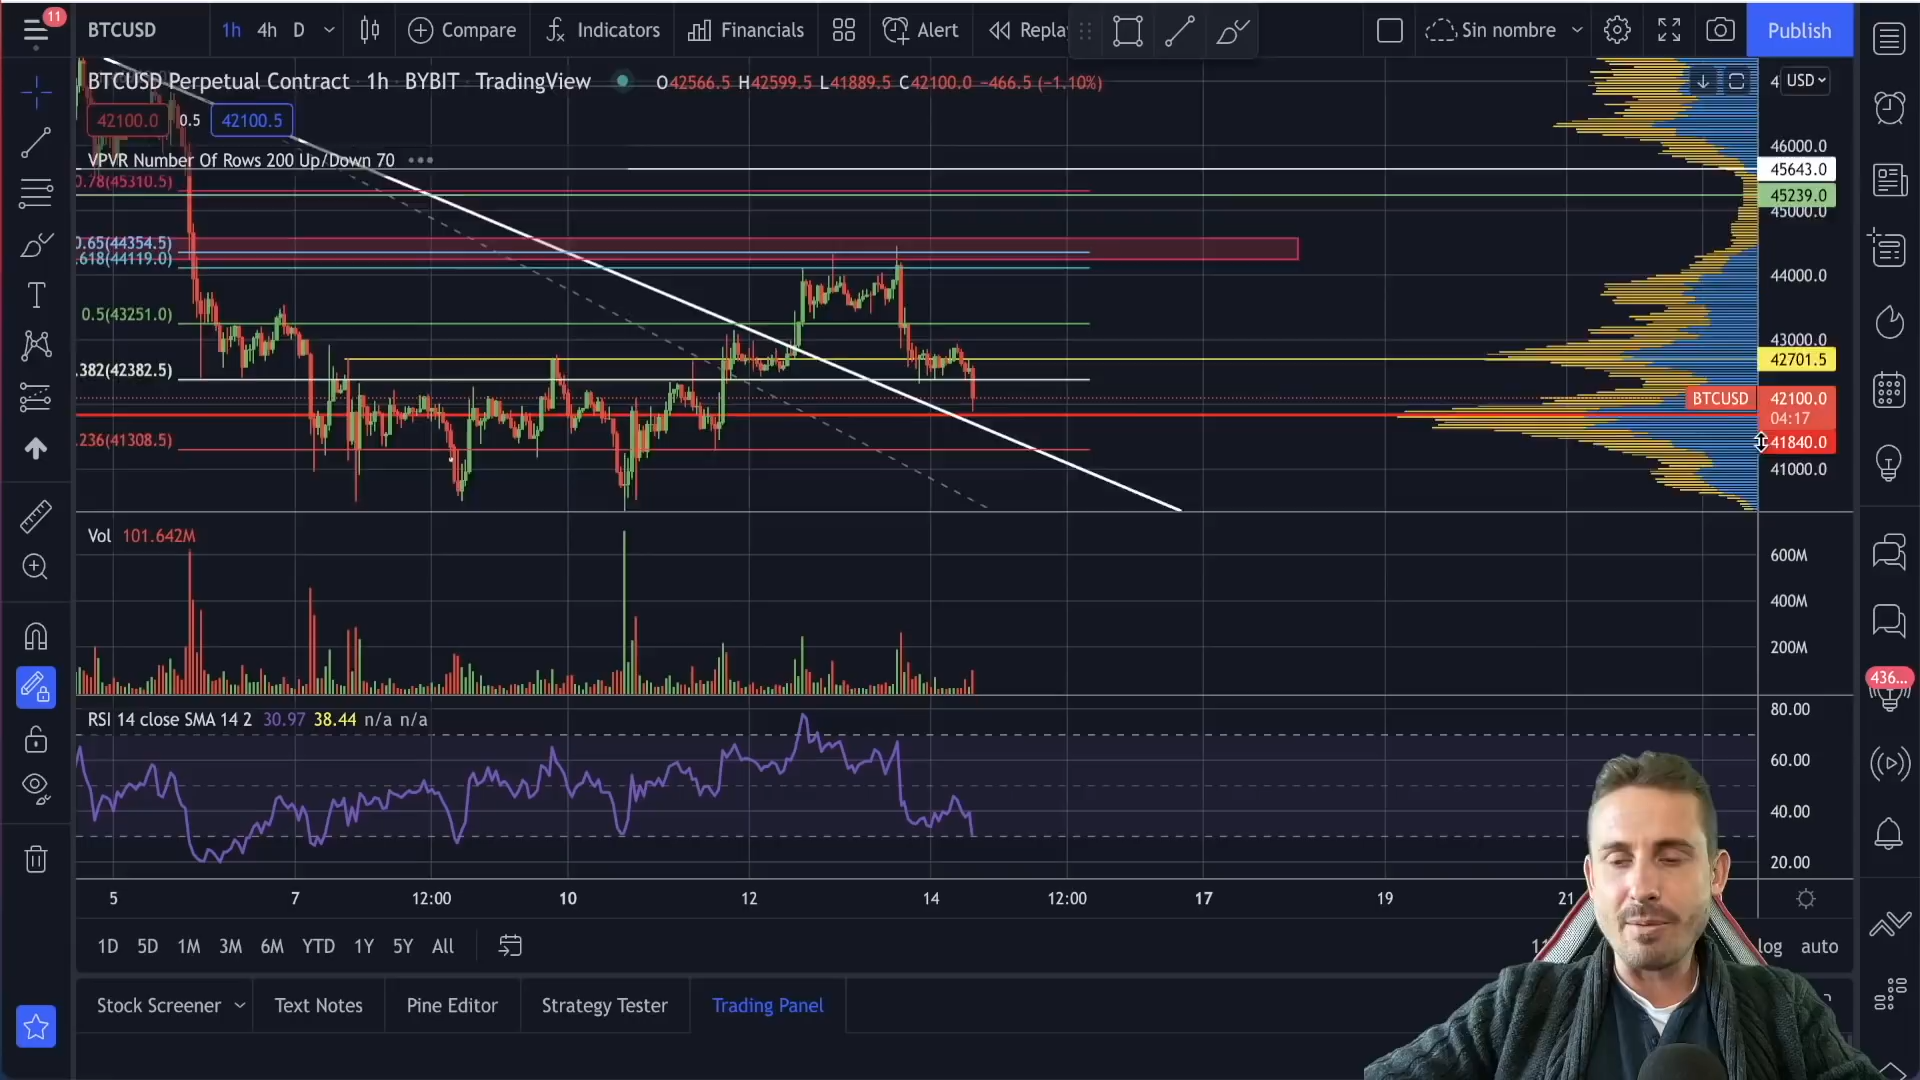 11
BTCUSD 1h 4h D Compare Indicators Financials Alert Repla Sin nombre Publish
BTCUSD Perpetual Contract 1h BYBIT TradingView O42566.5 H42599.5 L41889.5 C42100.0 −466.5 (−1.10%)
4 USD
42100.0 0.5 42100.5
46000.0
VPVR Number Of Rows 200 Up/Down 70
45643.0
0.78(45310.5)
45239.0
45000.0
0.65(44354.5)
.618(44119.0)
44000.0
0.5(43251.0)
43000.0
42701.5
.382(42382.5)
BTCUSD 42100.0
04:17
.236(41308.5)
41840.0
41000.0
Vol 101.642M
600M
400M
200M
436...
RSI 14 close SMA 14 2 30.97 38.44 n/a n/a
80.00
60.00
40.00
20.00
5 7 12:00 10 12 14 12:00 17 19 21
1D 5D 1M 3M 6M YTD 1Y 5Y All
11
log auto
Stock Screener Text Notes Pine Editor Strategy Tester Trading Panel